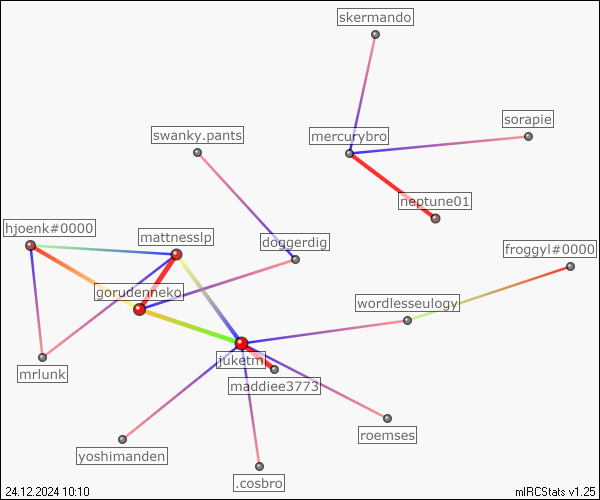 skermando
sorapie
swanky.pants
mercurybro
neptune01
hjoenk#0000
mattnesslp
doggerdig
froggyl#0000
gorudenneko
wordlesseulogy
juketm
mrlunk
maddiee3773
roemses
yoshimanden
.cosbro
24.12.2024 10:10
mIRCStats v1.25